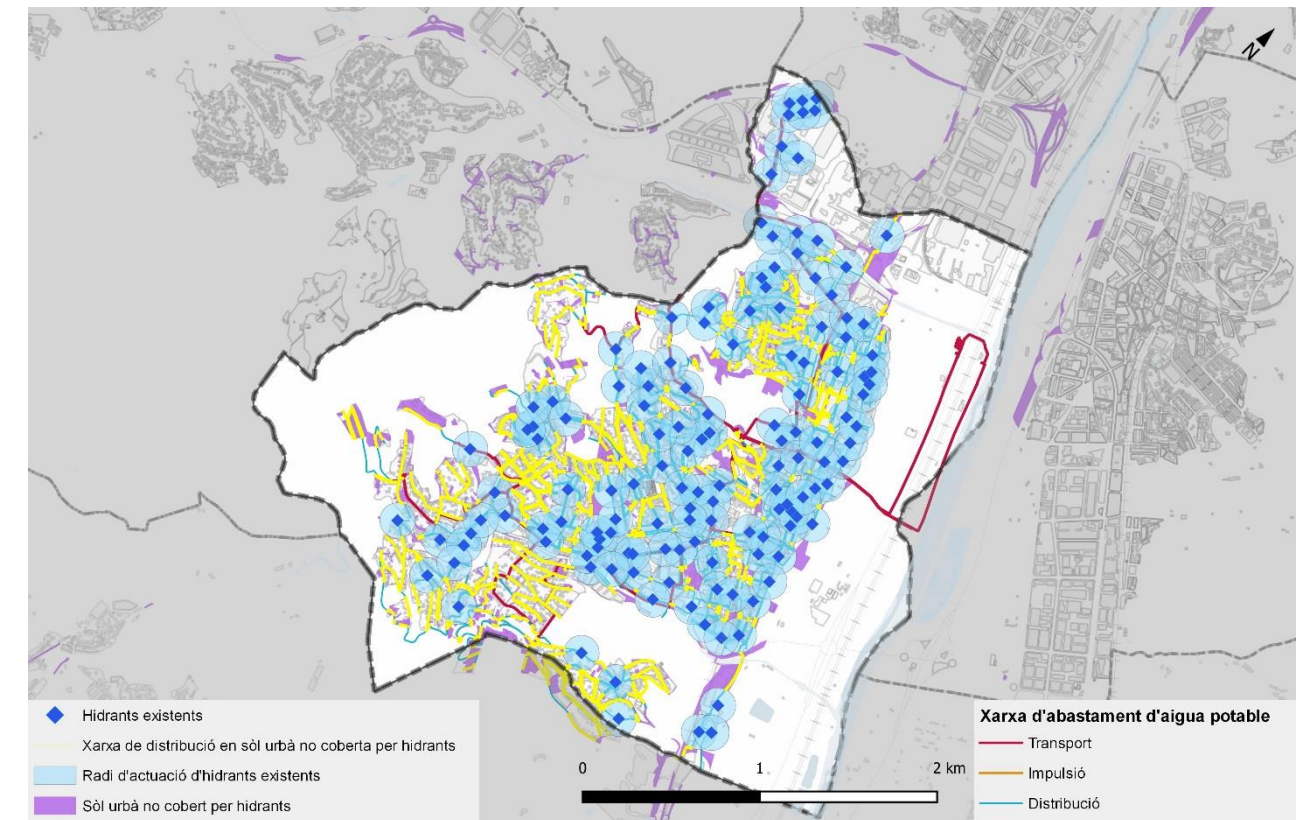 N
Hidrants existents
Xarxa de distribució en sòl urbà no coberta per hidrants
Radi d'actuació d'hidrants existents
Sòl urbà no cobert per hidrants
0 1 2 km
Xarxa d'abastament d'aigua potable
Transport
Impulsió
Distribució